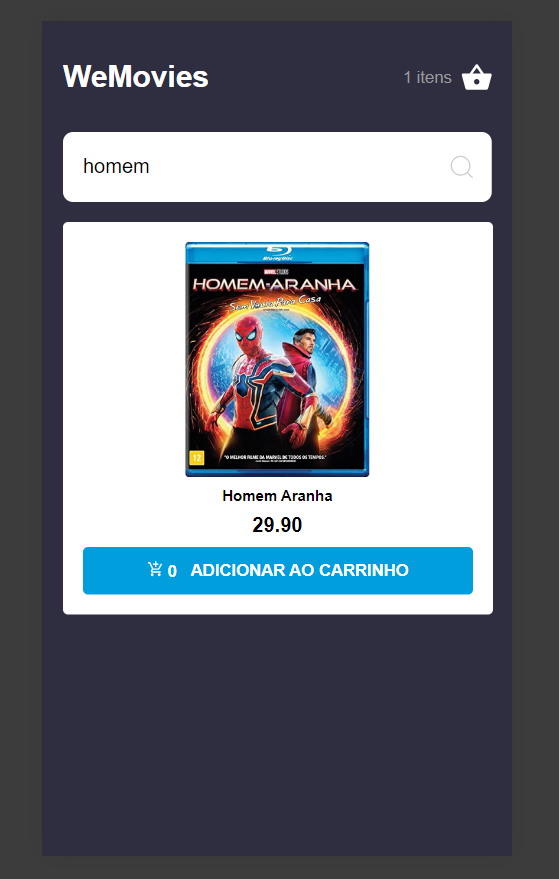 WeMovies
1 itens
homem
Blu-ray Disc
MARVEL STUDIOS
HOMEM-ARANHA
Sem Volta Para Casa
12
"O MELHOR FILME DA MARVEL DE TODOS OS TEMPOS."
Homem Aranha
29.90
0 ADICIONAR AO CARRINHO